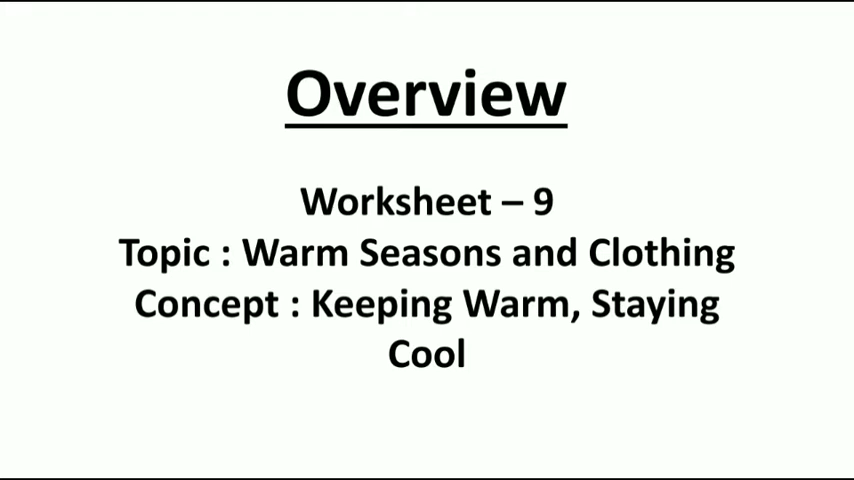 Overview
Worksheet – 9
Topic : Warm Seasons and Clothing
Concept : Keeping Warm, Staying
Cool